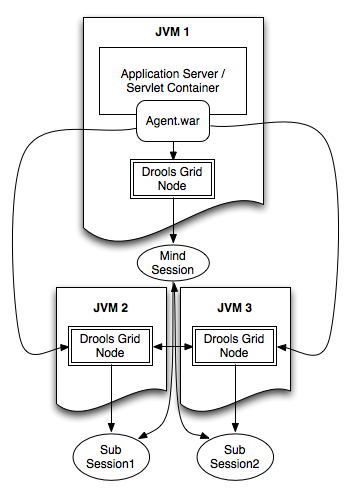 JVM 1
Application Server /
Servlet Container
Agent.war
Drools Grid
Node
Mind
Session
JVM 2
JVM 3
Drools Grid
Node
Drools Grid
Node
Sub
Session1
Sub
Session2